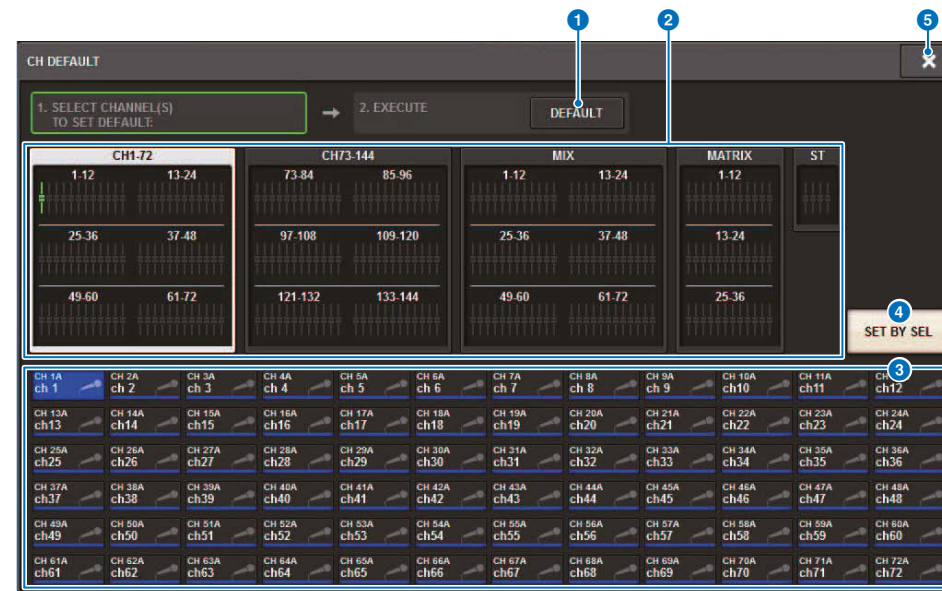 1 2 5
CH DEFAULT
1. SELECT CHANNEL(S)
TO SET DEFAULT:
2. EXECUTE
DEFAULT
CH1-72 CH73-144 MIX MATRIX ST
1-12 13-24 73-84 85-96 1-12 13-24 1-12
25-36 37-48 97-108 109-120 25-36 37-48 13-24
49-60 61-72 121-132 133-144 49-60 61-72 25-36
4
SET BY SEL
3
CH 1A CH 2A CH 3A CH 4A CH 5A CH 6A CH 7A CH 8A CH 9A CH 10A CH 11A CH
ch 1 ch 2 ch 3 ch 4 ch 5 ch 6 ch 7 ch 8 ch 9 ch10 ch11 ch12
CH 13A CH 14A CH 15A CH 16A CH 17A CH 18A CH 19A CH 20A CH 21A CH 22A CH 23A CH 24A
ch13 ch14 ch15 ch16 ch17 ch18 ch19 ch20 ch21 ch22 ch23 ch24
CH 25A CH 26A CH 27A CH 28A CH 29A CH 30A CH 31A CH 32A CH 33A CH 34A CH 35A CH 36A
ch25 ch26 ch27 ch28 ch29 ch30 ch31 ch32 ch33 ch34 ch35 ch36
CH 37A CH 38A CH 39A CH 40A CH 41A CH 42A CH 43A CH 44A CH 45A CH 46A CH 47A CH 48A
ch37 ch38 ch39 ch40 ch41 ch42 ch43 ch44 ch45 ch46 ch47 ch48
CH 49A CH 50A CH 51A CH 52A CH 53A CH 54A CH 55A CH 56A CH 57A CH 58A CH 59A CH 60A
ch49 ch50 ch51 ch52 ch53 ch54 ch55 ch56 ch57 ch58 ch59 ch60
CH 61A CH 62A CH 63A CH 64A CH 65A CH 66A CH 67A CH 68A CH 69A CH 70A CH 71A CH 72A
ch61 ch62 ch63 ch64 ch65 ch66 ch67 ch68 ch69 ch70 ch71 ch72